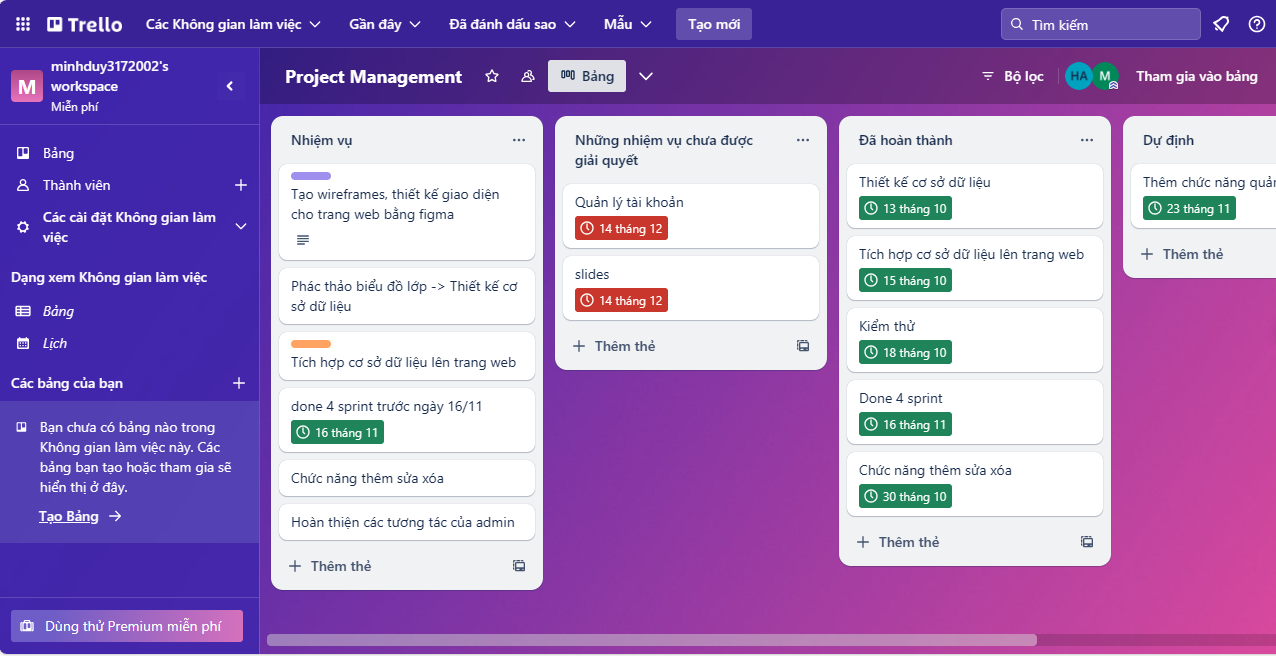 Trello
Các Không gian làm việc
Gần đây
Đã đánh dấu sao
Mẫu
Tạo mới
Tìm kiếm
M
minhduy3172002's
workspace
Miễn phí
Bảng
Thành viên
Các cài đặt Không gian làm
việc
Dạng xem Không gian làm việc
Bảng
Lịch
Các bảng của bạn
Bạn chưa có bảng nào trong
Không gian làm việc này. Các
bảng bạn tạo hoặc tham gia sẽ
hiển thị ở đây.
Tạo Bảng
Dùng thử Premium miễn phí
Project Management
Bảng
Bộ lọc
HA
M
Tham gia vào bảng
Nhiệm vụ
Tạo wireframes, thiết kế giao diện
cho trang web bằng figma
Phác thảo biểu đồ lớp -> Thiết kế cơ
sở dữ liệu
Tích hợp cơ sở dữ liệu lên trang web
done 4 sprint trước ngày 16/11
16 tháng 11
Chức năng thêm sửa xóa
Hoàn thiện các tương tác của admin
Thêm thẻ
Những nhiệm vụ chưa được
giải quyết
Quản lý tài khoản
14 tháng 12
slides
14 tháng 12
Thêm thẻ
Đã hoàn thành
Thiết kế cơ sở dữ liệu
13 tháng 10
Tích hợp cơ sở dữ liệu lên trang web
15 tháng 10
Kiểm thử
18 tháng 10
Done 4 sprint
16 tháng 11
Chức năng thêm sửa xóa
30 tháng 10
Thêm thẻ
Dự định
Thêm chức năng quản
23 tháng 11
Thêm thẻ